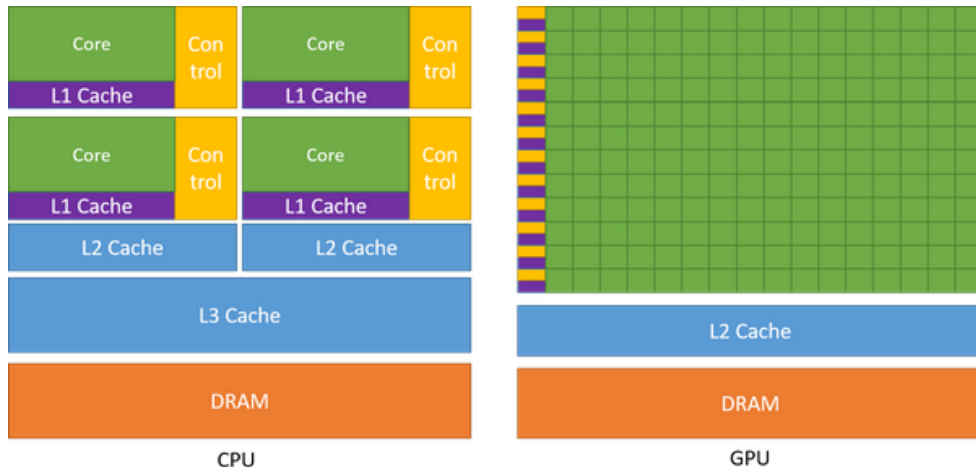 Core
Con
trol
L1 Cache
Core
Con
trol
L1 Cache
Core
Con
trol
L1 Cache
Core
Con
trol
L1 Cache
L2 Cache
L2 Cache
L3 Cache
DRAM
CPU
L2 Cache
DRAM
GPU